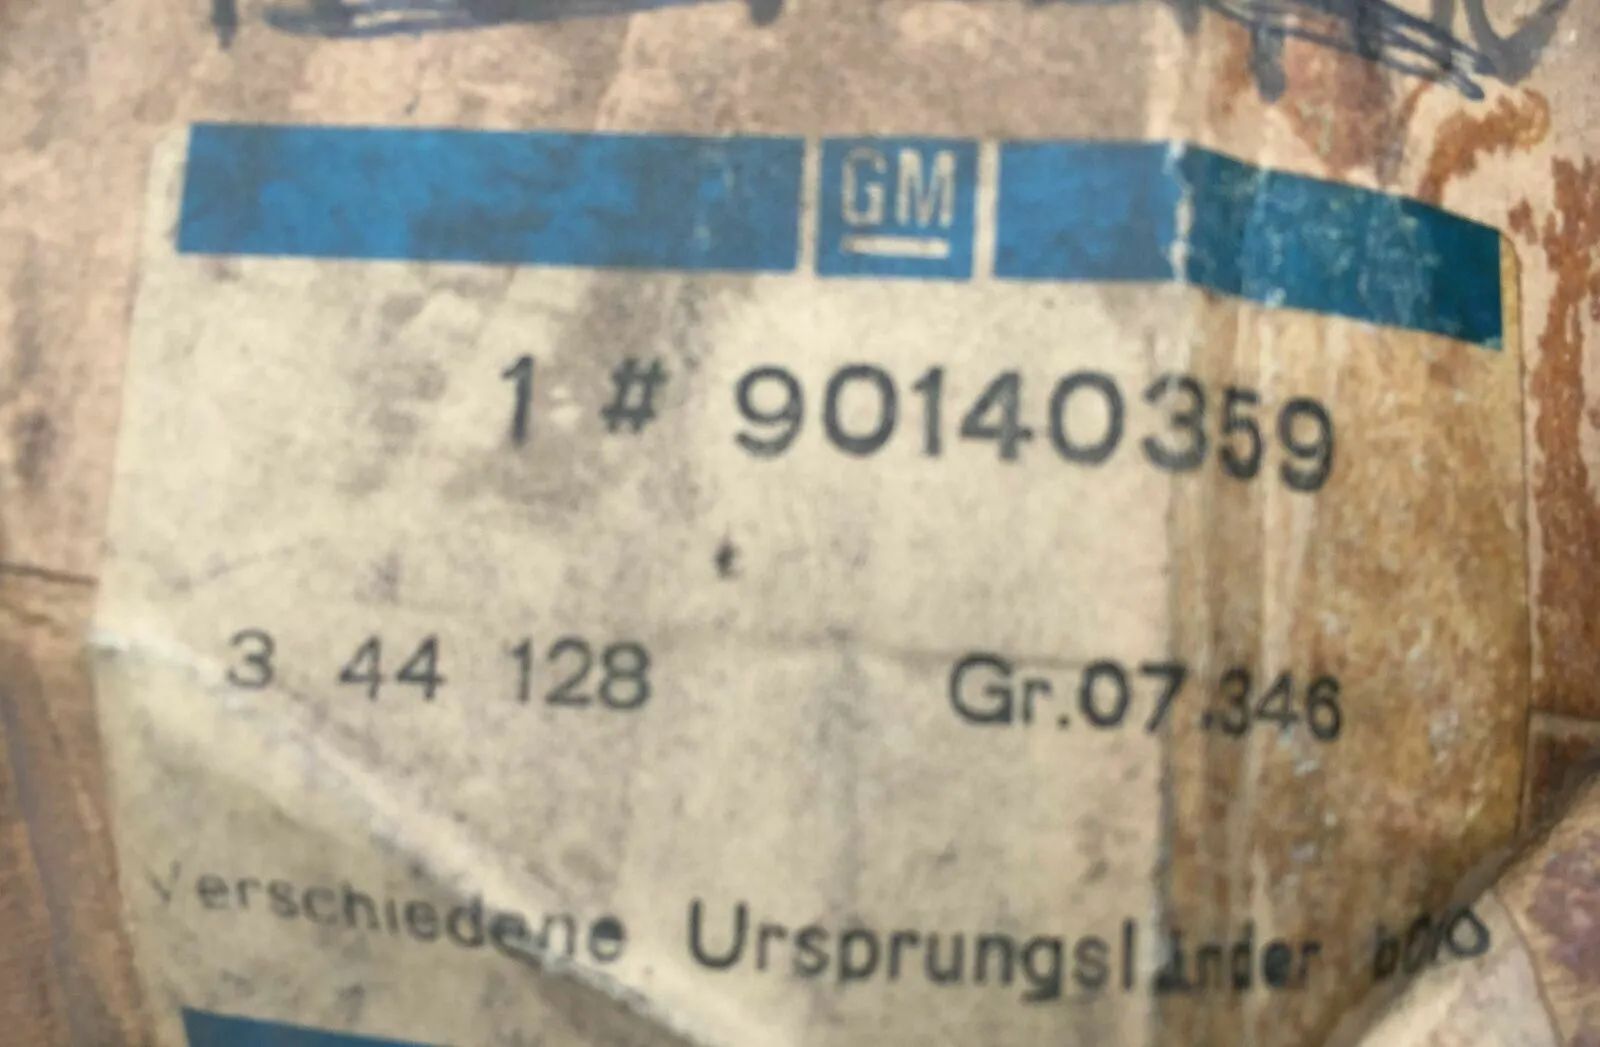 GM
1 # 90140359
3 44 128 Gr.07.346
Verschiedene Ursprungsländer